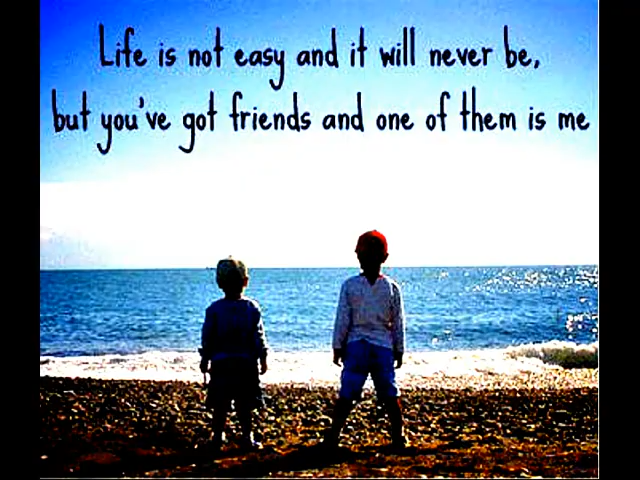 Life is not easy and it will never be,
but you've got friends and one of them is me